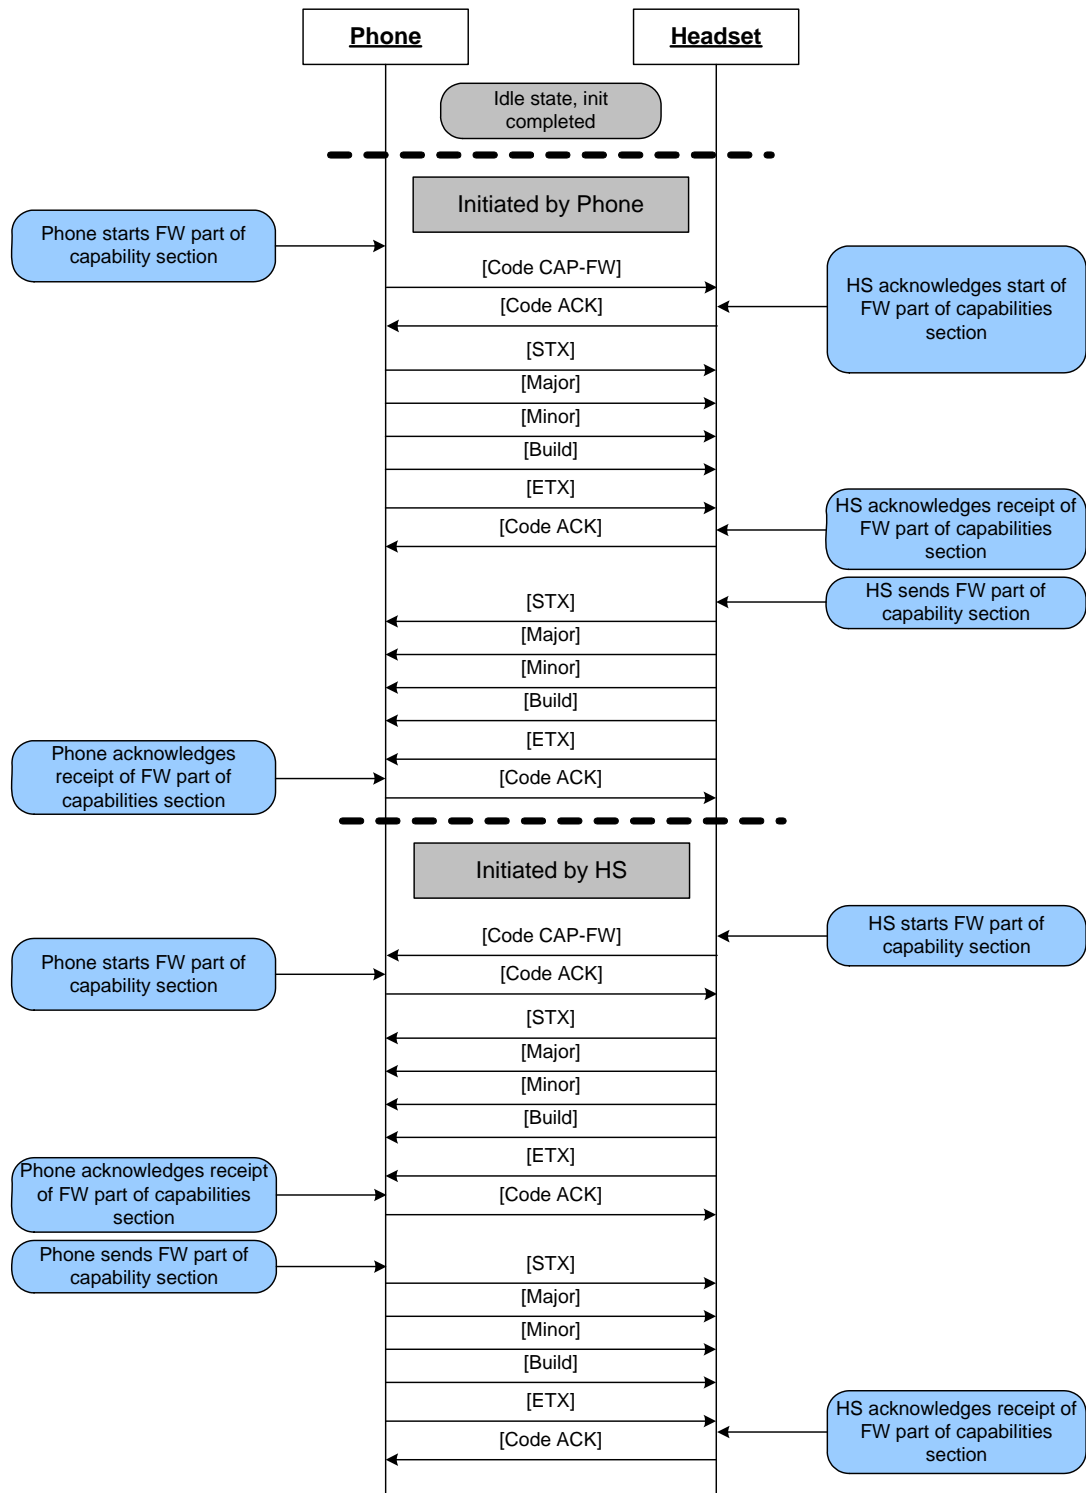 Phone
Headset
Idle state, init
completed
Initiated by Phone
Phone starts FW part of
capability section
[Code CAP-FW]
HS acknowledges start of
FW part of capabilities
section
[Code ACK]
[STX]
[Major]
[Minor]
[Build]
[ETX]
[Code ACK]
HS acknowledges receipt of
FW part of capabilities
section
HS sends FW part of
capability section
[STX]
[Major]
[Minor]
[Build]
[ETX]
Phone acknowledges
receipt of FW part of
capabilities section
[Code ACK]
Initiated by HS
HS starts FW part of
capability section
[Code CAP-FW]
Phone starts FW part of
capability section
[Code ACK]
[STX]
[Major]
[Minor]
[Build]
[ETX]
Phone acknowledges receipt
of FW part of capabilities
section
[Code ACK]
Phone sends FW part of
capability section
[STX]
[Major]
[Minor]
[Build]
[ETX]
HS acknowledges receipt of
FW part of capabilities
section
[Code ACK]